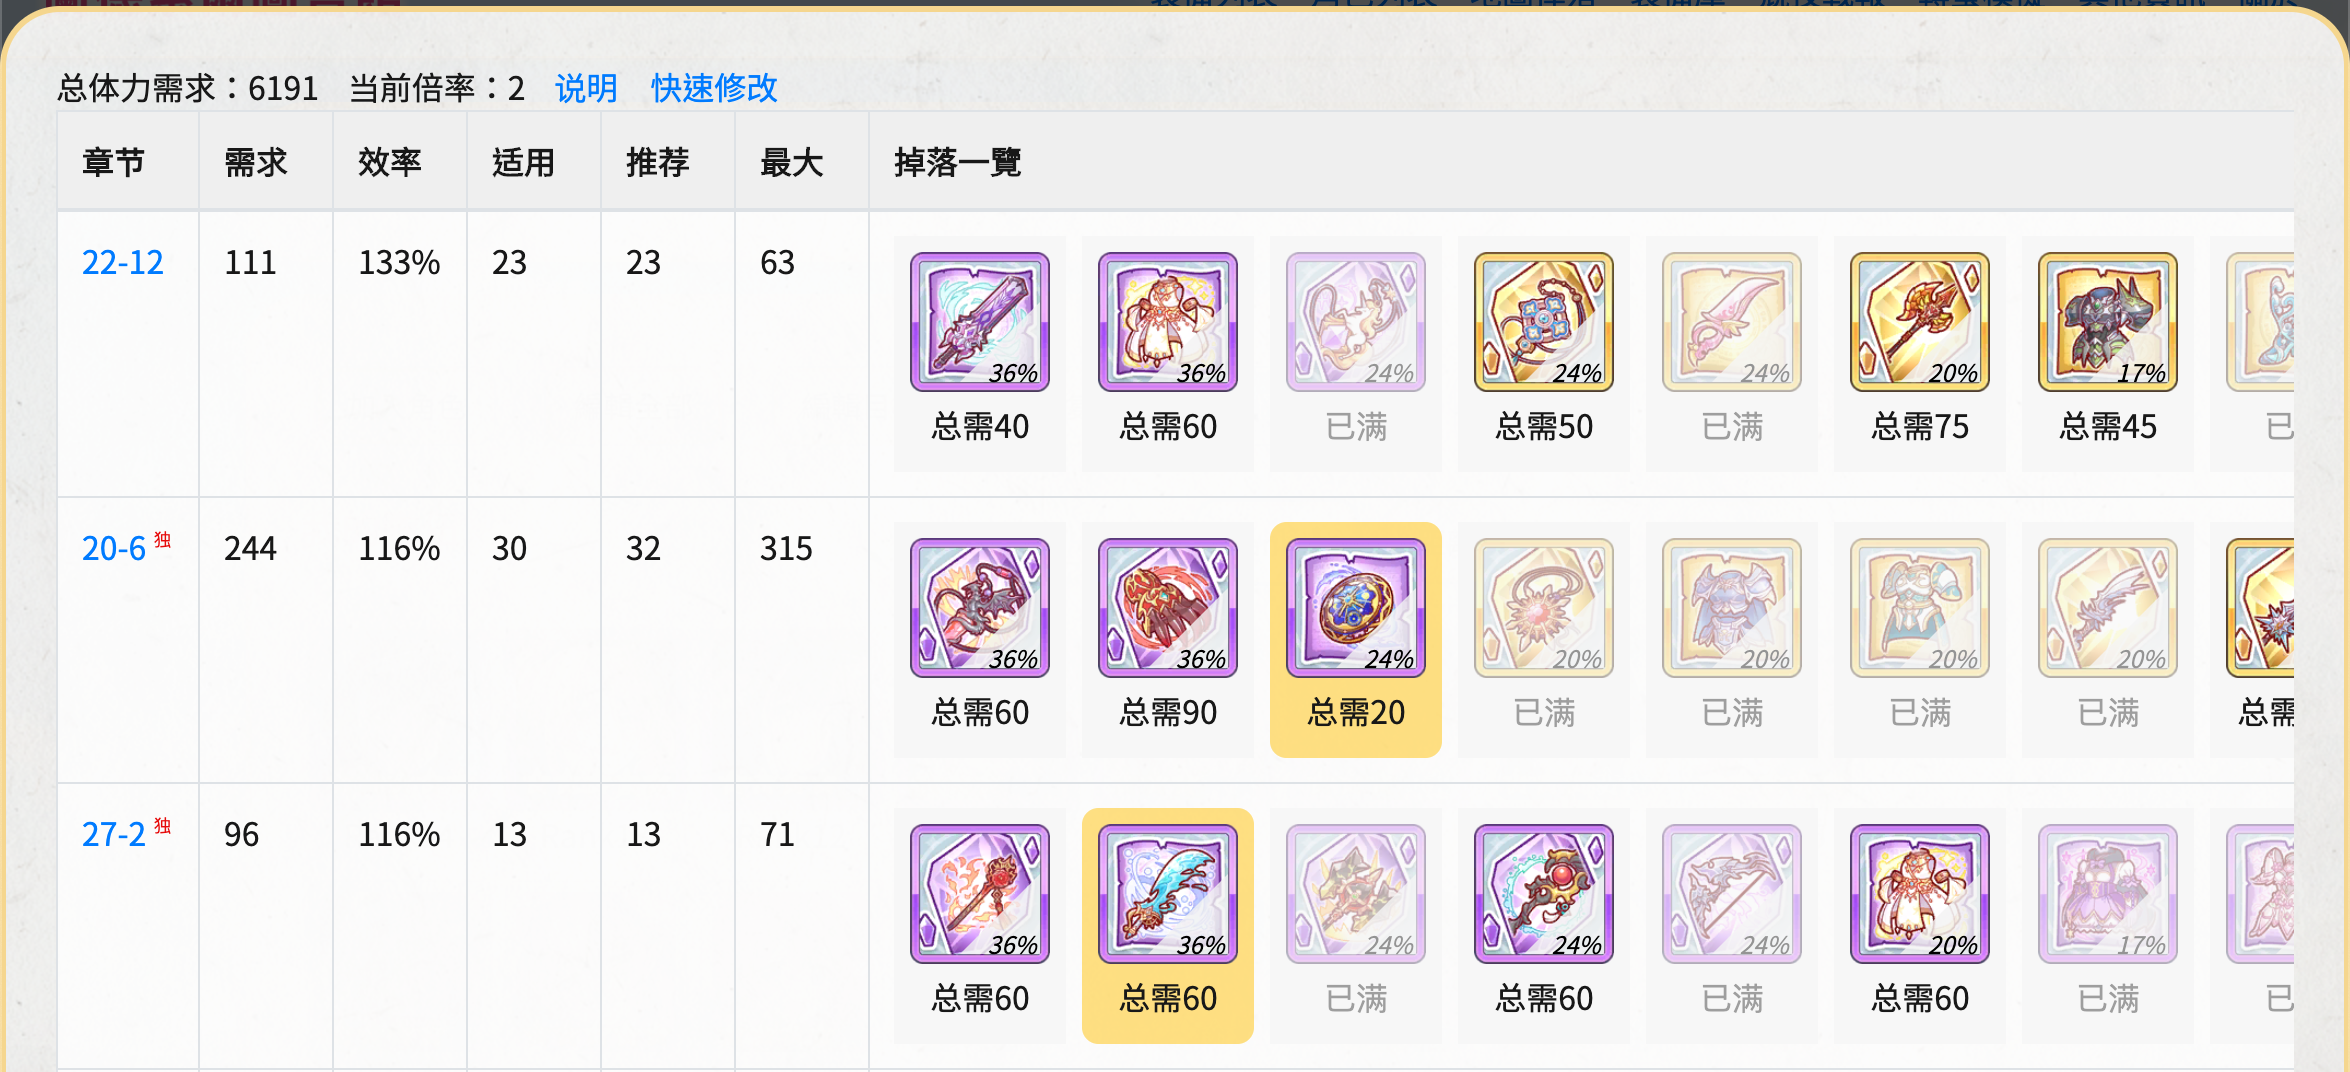 总体力需求：6191 当前倍率：2 说明 快速修改
章节 需求 效率 适用 推荐 最大 掉落一覽
22-12 111 133% 23 23 63
36% 36% 24% 24% 24% 20% 17%
总需40 总需60 已满 总需50 已满 总需75 总需45 已
20-6 独 244 116% 30 32 315
36% 36% 24% 20% 20% 20% 20%
总需60 总需90 总需20 已满 已满 已满 已满 总需
27-2 独 96 116% 13 13 71
36% 36% 24% 24% 24% 20% 17%
总需60 总需60 已满 总需60 已满 总需60 已满 已